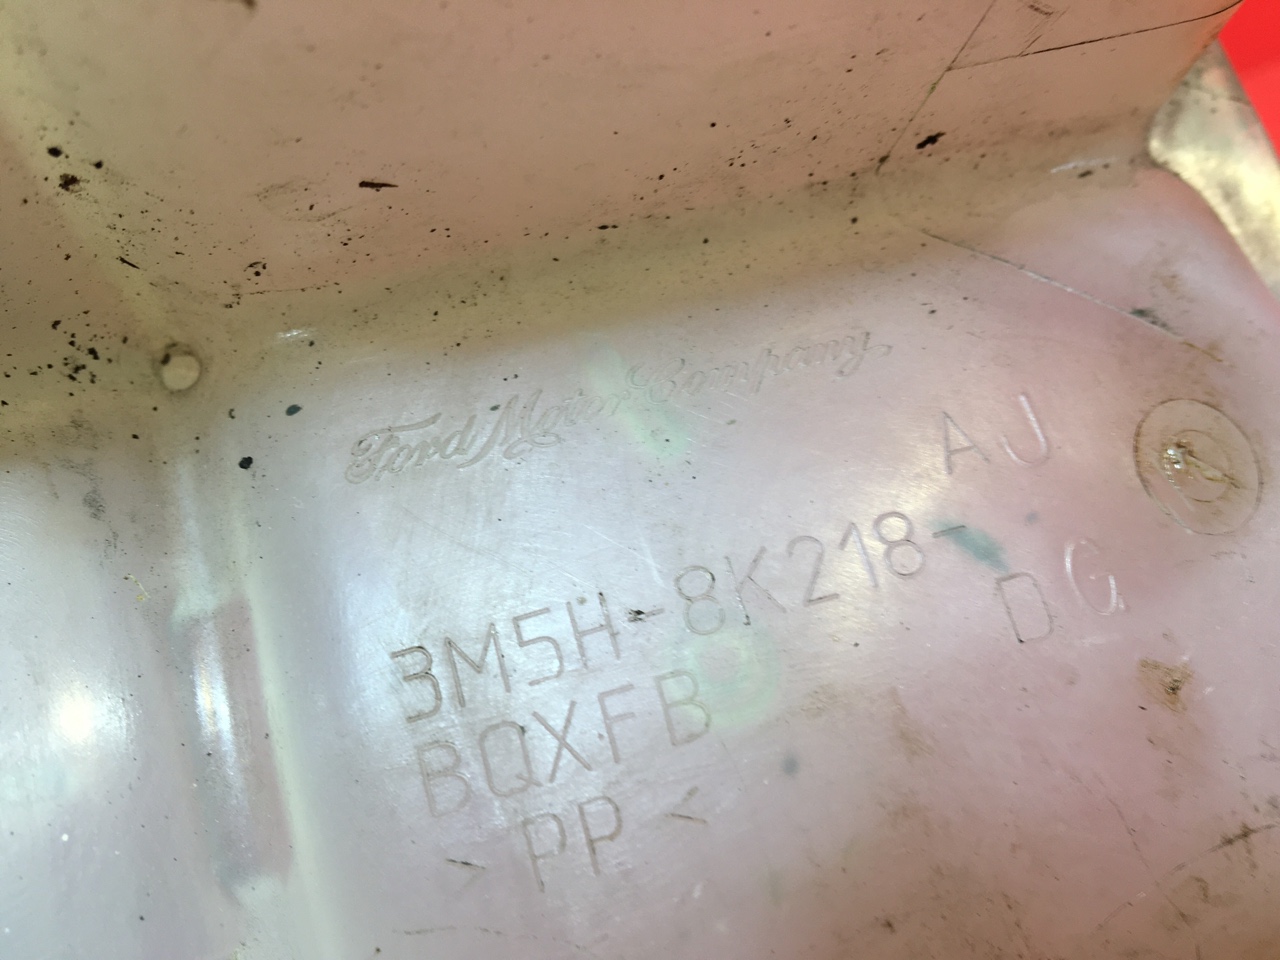 Ford Motor Company
AJ
3M5H-8K218-
DG
BQXFB
>PP<